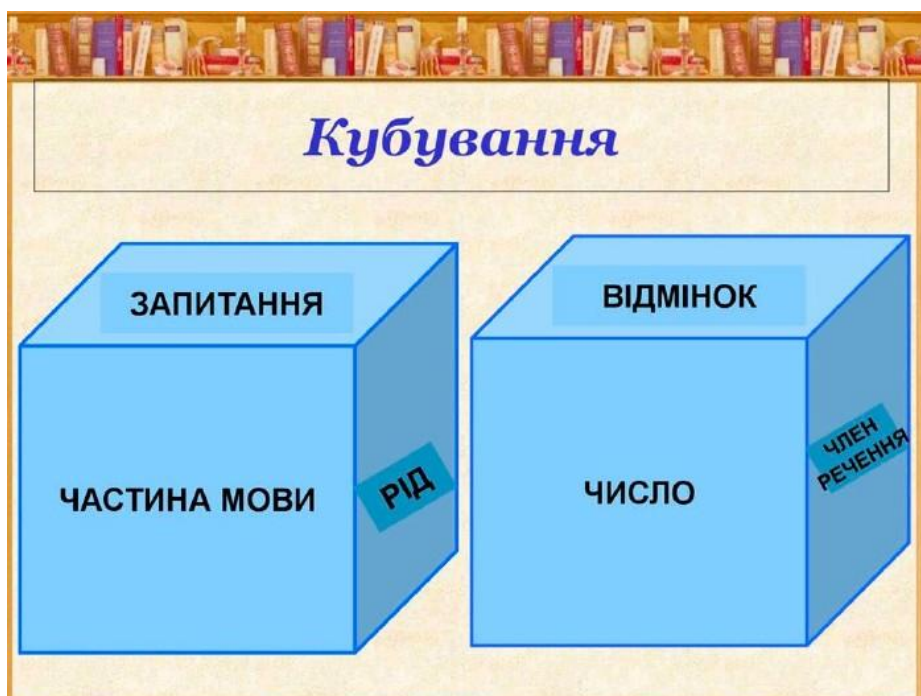 Кубування
ЗАПИТАННЯ
ЧАСТИНА МОВИ
РІД
ВІДМІНОК
ЧИСЛО
ЧЛЕН
РЕЧЕННЯ